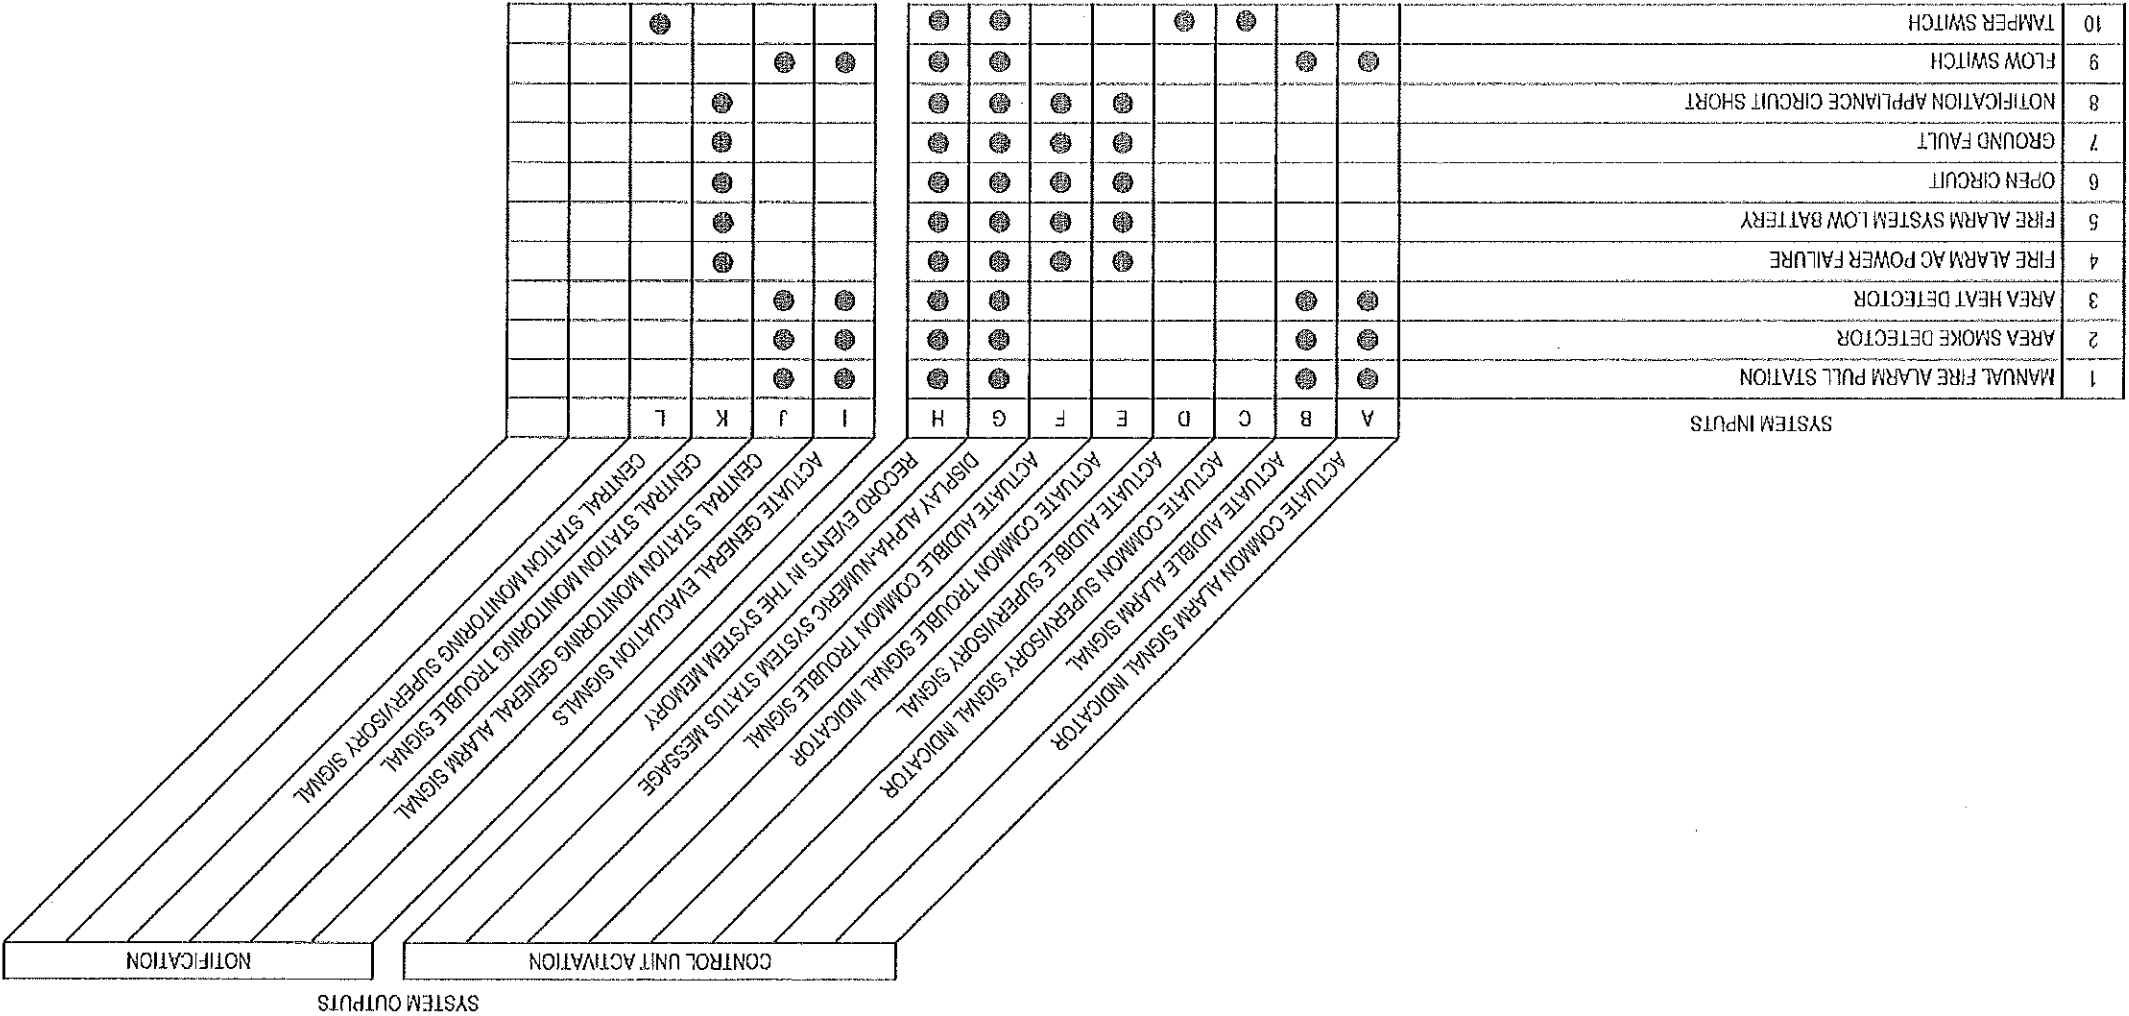 SYSTEM OUTPUTS
CONTROL UNIT ACTIVATION
NOTIFICATION
ACTUATE COMMON ALARM SIGNAL INDICATOR
ACTUATE AUDIBLE ALARM SIGNAL
ACTUATE COMMON SUPERVISORY SIGNAL INDICATOR
ACTUATE AUDIBLE SUPERVISORY SIGNAL
ACTUATE COMMON TROUBLE SIGNAL INDICATOR
ACTUATE AUDIBLE COMMON TROUBLE SIGNAL
DISPLAY ALPHA-NUMERIC SYSTEM STATUS MESSAGE
RECORD EVENTS IN THE SYSTEM MEMORY
ACTUATE GENERAL EVACUATION SIGNALS
CENTRAL STATION MONITORING GENERAL ALARM SIGNAL
CENTRAL STATION MONITORING TROUBLE SIGNAL
CENTRAL STATION MONITORING SUPERVISORY SIGNAL
SYSTEM INPUTS
A B C D E F G H I J K L
1 MANUAL FIRE ALARM PULL STATION
2 AREA SMOKE DETECTOR
3 AREA HEAT DETECTOR
4 FIRE ALARM AC POWER FAILURE
5 FIRE ALARM SYSTEM LOW BATTERY
6 OPEN CIRCUIT
7 GROUND FAULT
8 NOTIFICATION APPLIANCE CIRCUIT SHORT
9 FLOW SWITCH
10 TAMPER SWITCH